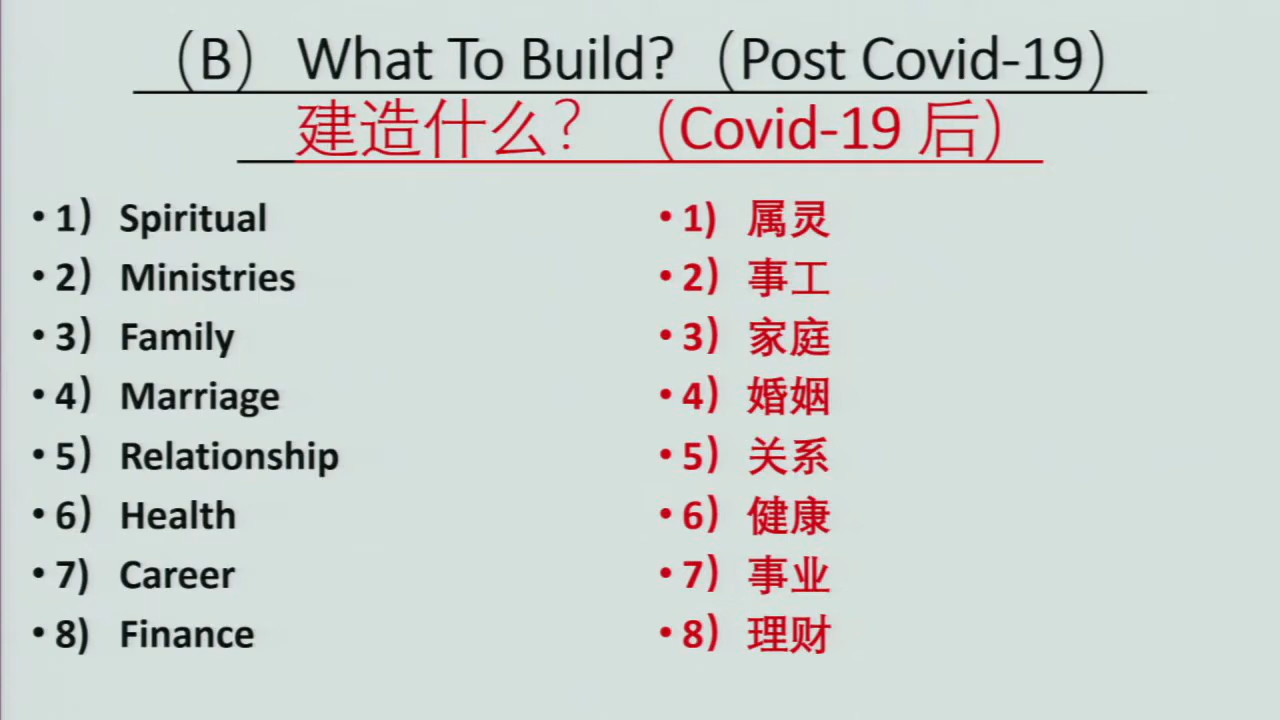 （B） What To Build?（Post Covid-19）
建造什么？ （Covid-19 后）
• 1） Spiritual
• 2） Ministries
• 3） Family
• 4） Marriage
• 5） Relationship
• 6） Health
• 7) Career
• 8) Finance
• 1) 属灵
• 2） 事工
• 3） 家庭
• 4） 婚姻
• 5） 关系
• 6） 健康
• 7） 事业
• 8） 理财